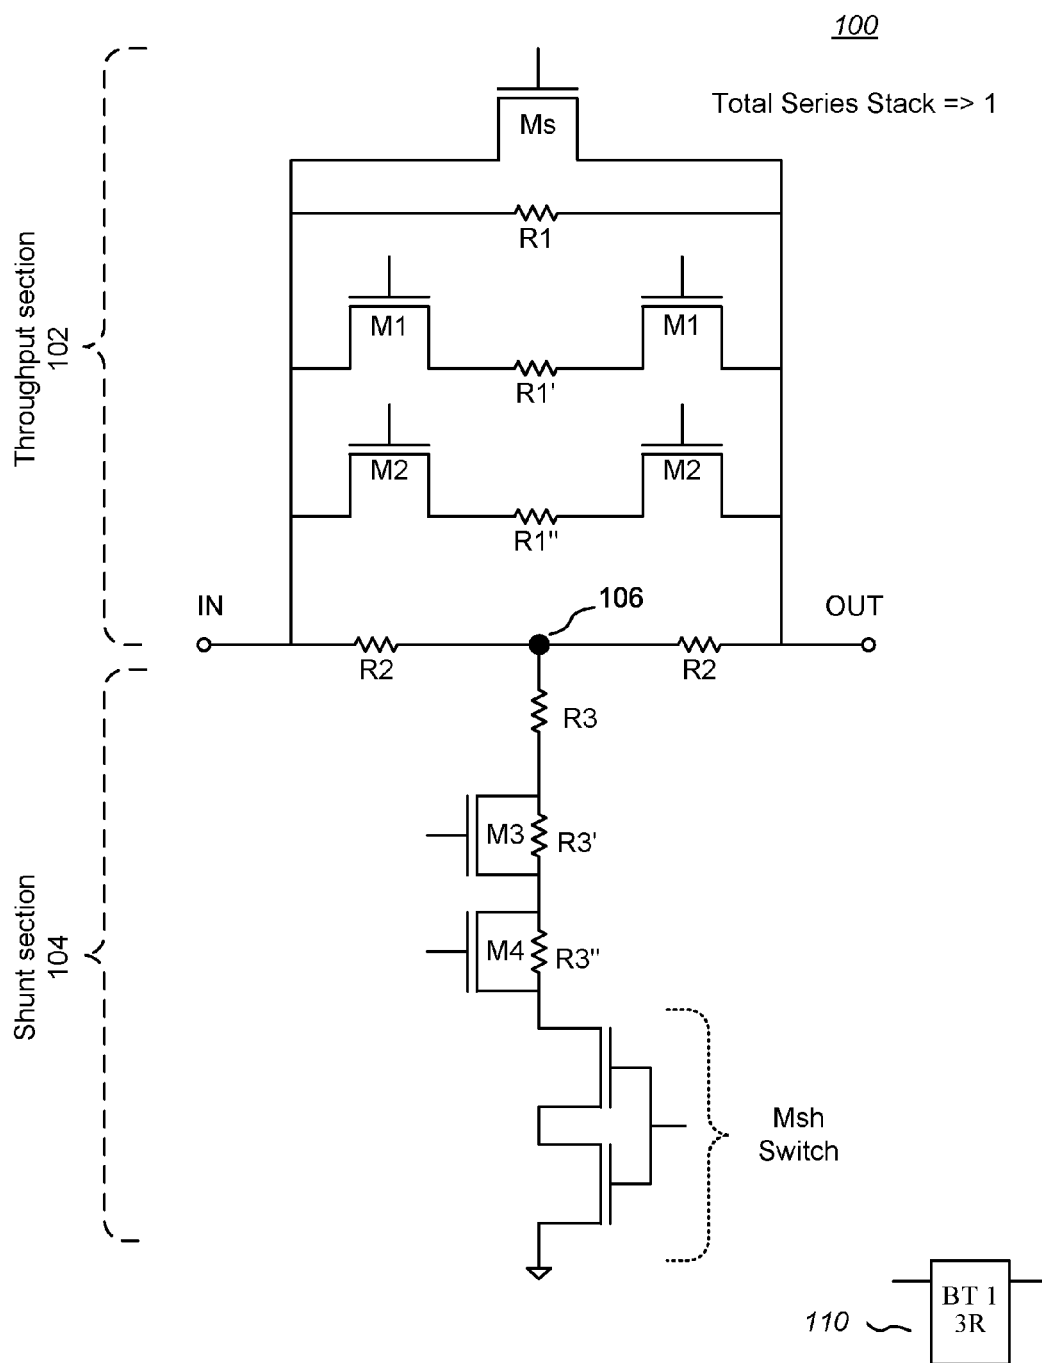 100
Total Series Stack => 1
Ms
R1
M1
M1
R1'
M2
M2
R1"
Throughput section
102
IN
106
OUT
R2
R2
R3
M3
R3'
M4
R3"
Shunt section
104
Msh
Switch
110
BT 1
3R